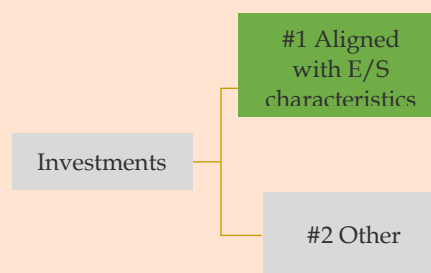 #1 Aligned
with E/S
characteristics
Investments
#2 Other